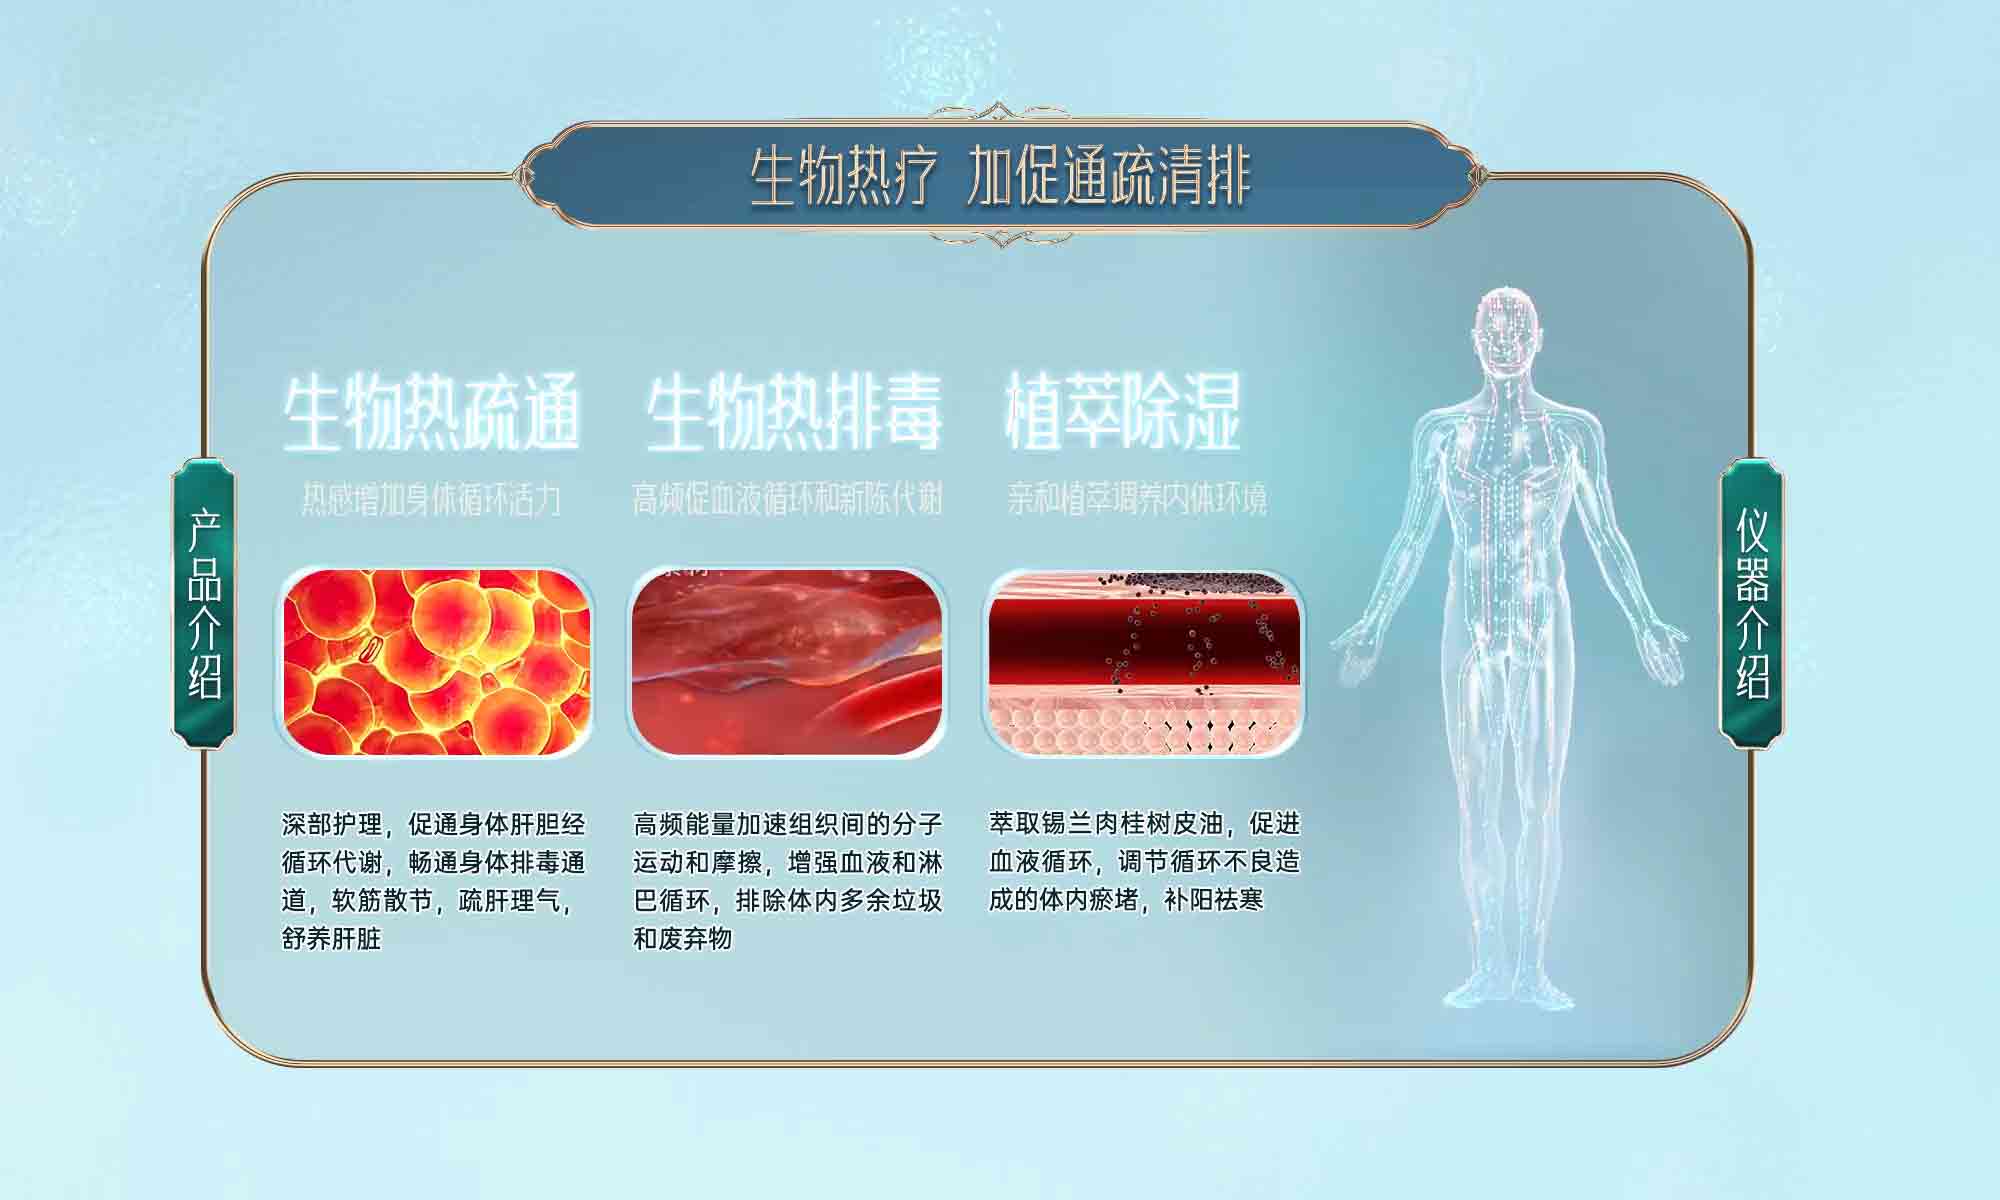 生物热疗 加促通疏清排
产品介绍
仪器介绍
生物热疏通
热感增加身体循环活力
深部护理，促通身体肝胆经
循环代谢，畅通身体排毒通
道，软筋散节，疏肝理气，
舒养肝脏
生物热排毒
高频促血液循环和新陈代谢
高频能量加速组织间的分子
运动和摩擦，增强血液和淋
巴循环，排除体内多余垃圾
和废弃物
植萃除湿
亲和植萃调养内体环境
萃取锡兰肉桂树皮油，促进
血液循环，调节循环不良造
成的体内瘀堵，补阳祛寒